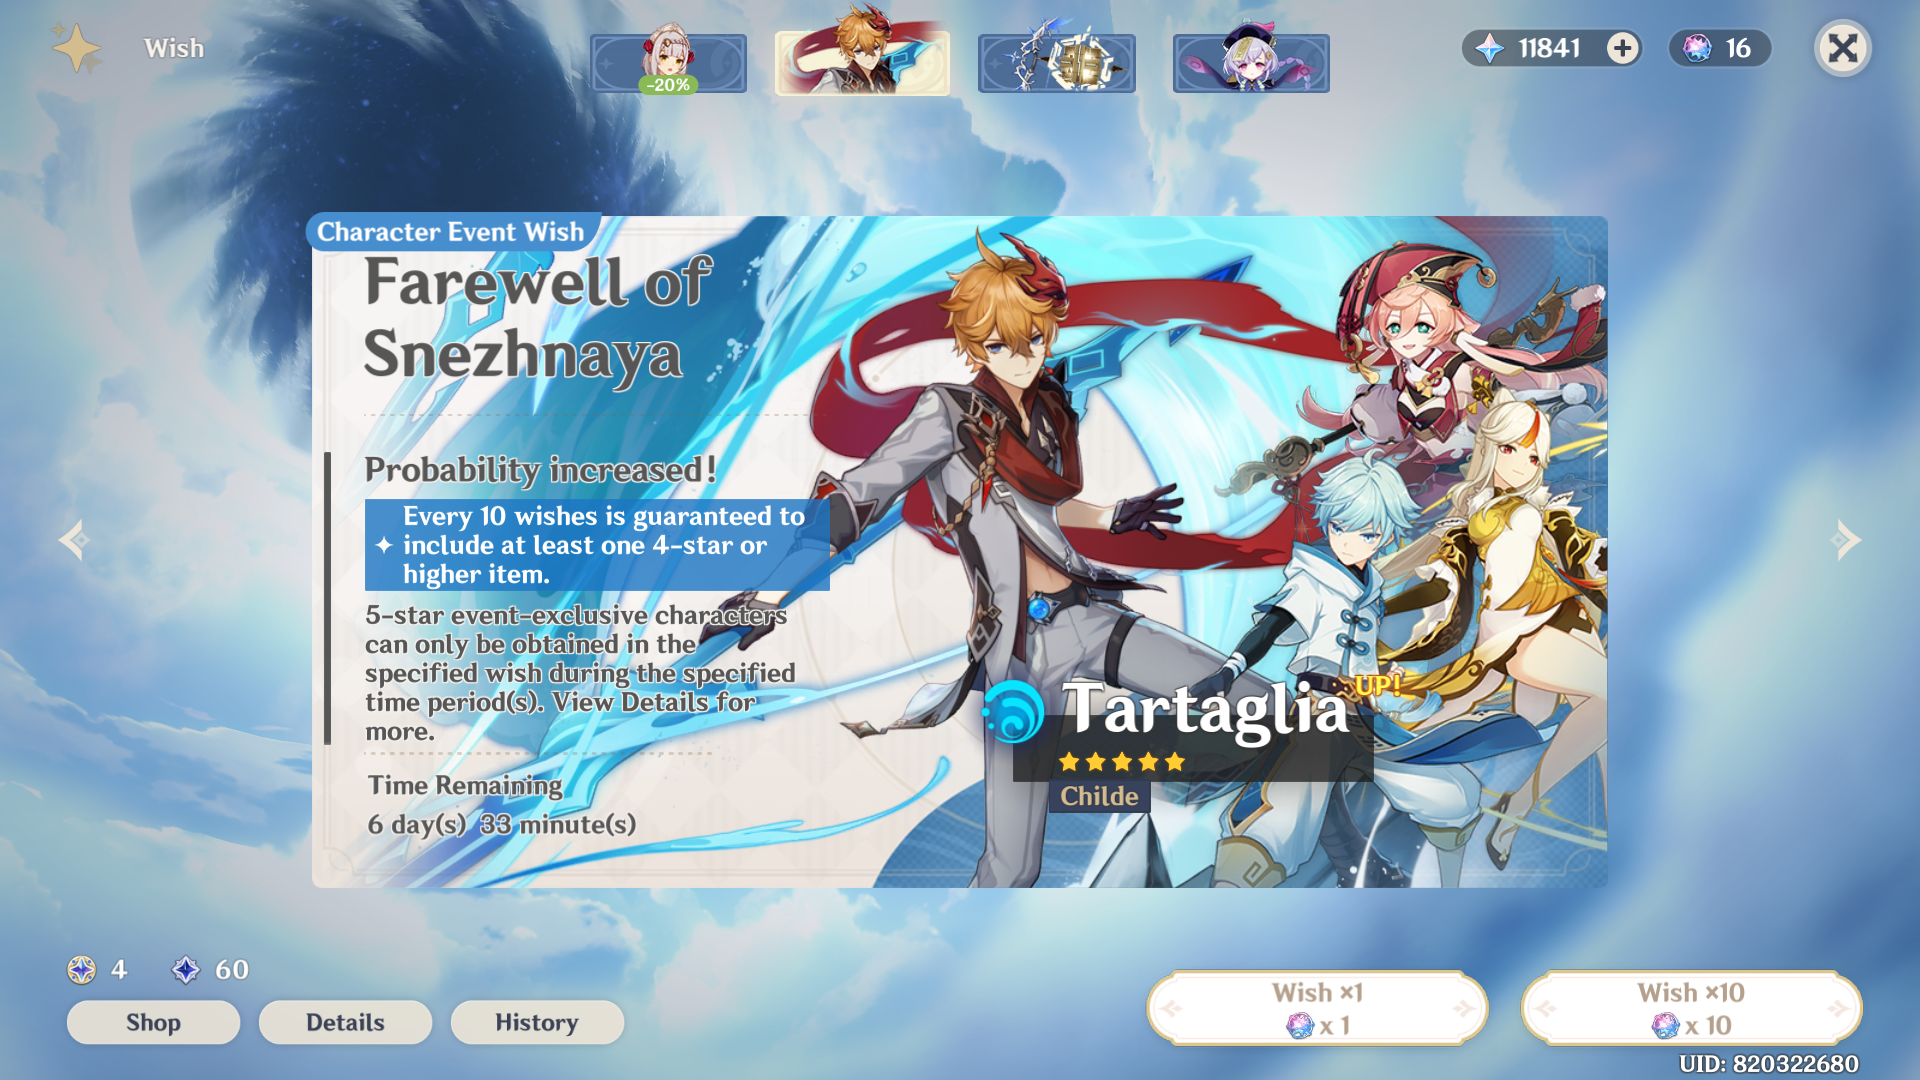 Wish
-20%
11841
16
Character Event Wish
Farewell of
Snezhnaya
Probability increased!
Every 10 wishes is guaranteed to
include at least one 4-star or
higher item.
5-star event-exclusive characters
can only be obtained in the
specified wish during the specified
time period(s). View Details for
more.
Time Remaining
6 day(s) 33 minute(s)
UP!
Tartaglia
Childe
4
60
Shop
Details
History
Wish ×1
x 1
Wish ×10
x 10
UID: 820322680